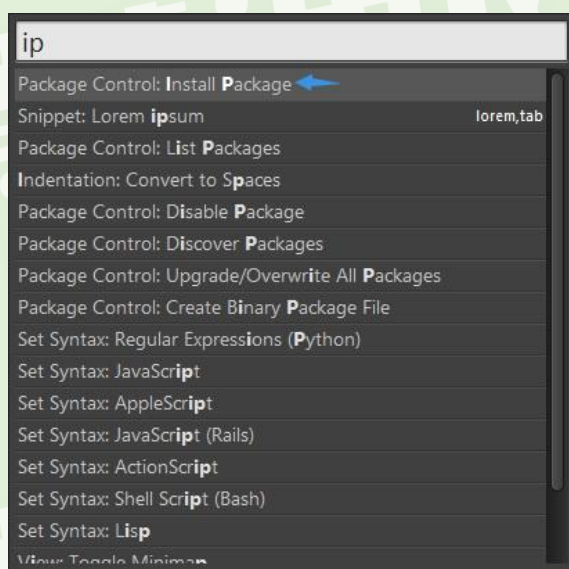 ip
Package Control: Install Package
Snippet: Lorem ipsum lorem,tab
Package Control: List Packages
Indentation: Convert to Spaces
Package Control: Disable Package
Package Control: Discover Packages
Package Control: Upgrade/Overwrite All Packages
Package Control: Create Binary Package File
Set Syntax: Regular Expressions (Python)
Set Syntax: JavaScript
Set Syntax: AppleScript
Set Syntax: JavaScript (Rails)
Set Syntax: ActionScript
Set Syntax: Shell Script (Bash)
Set Syntax: Lisp
View: Toggle Minimap